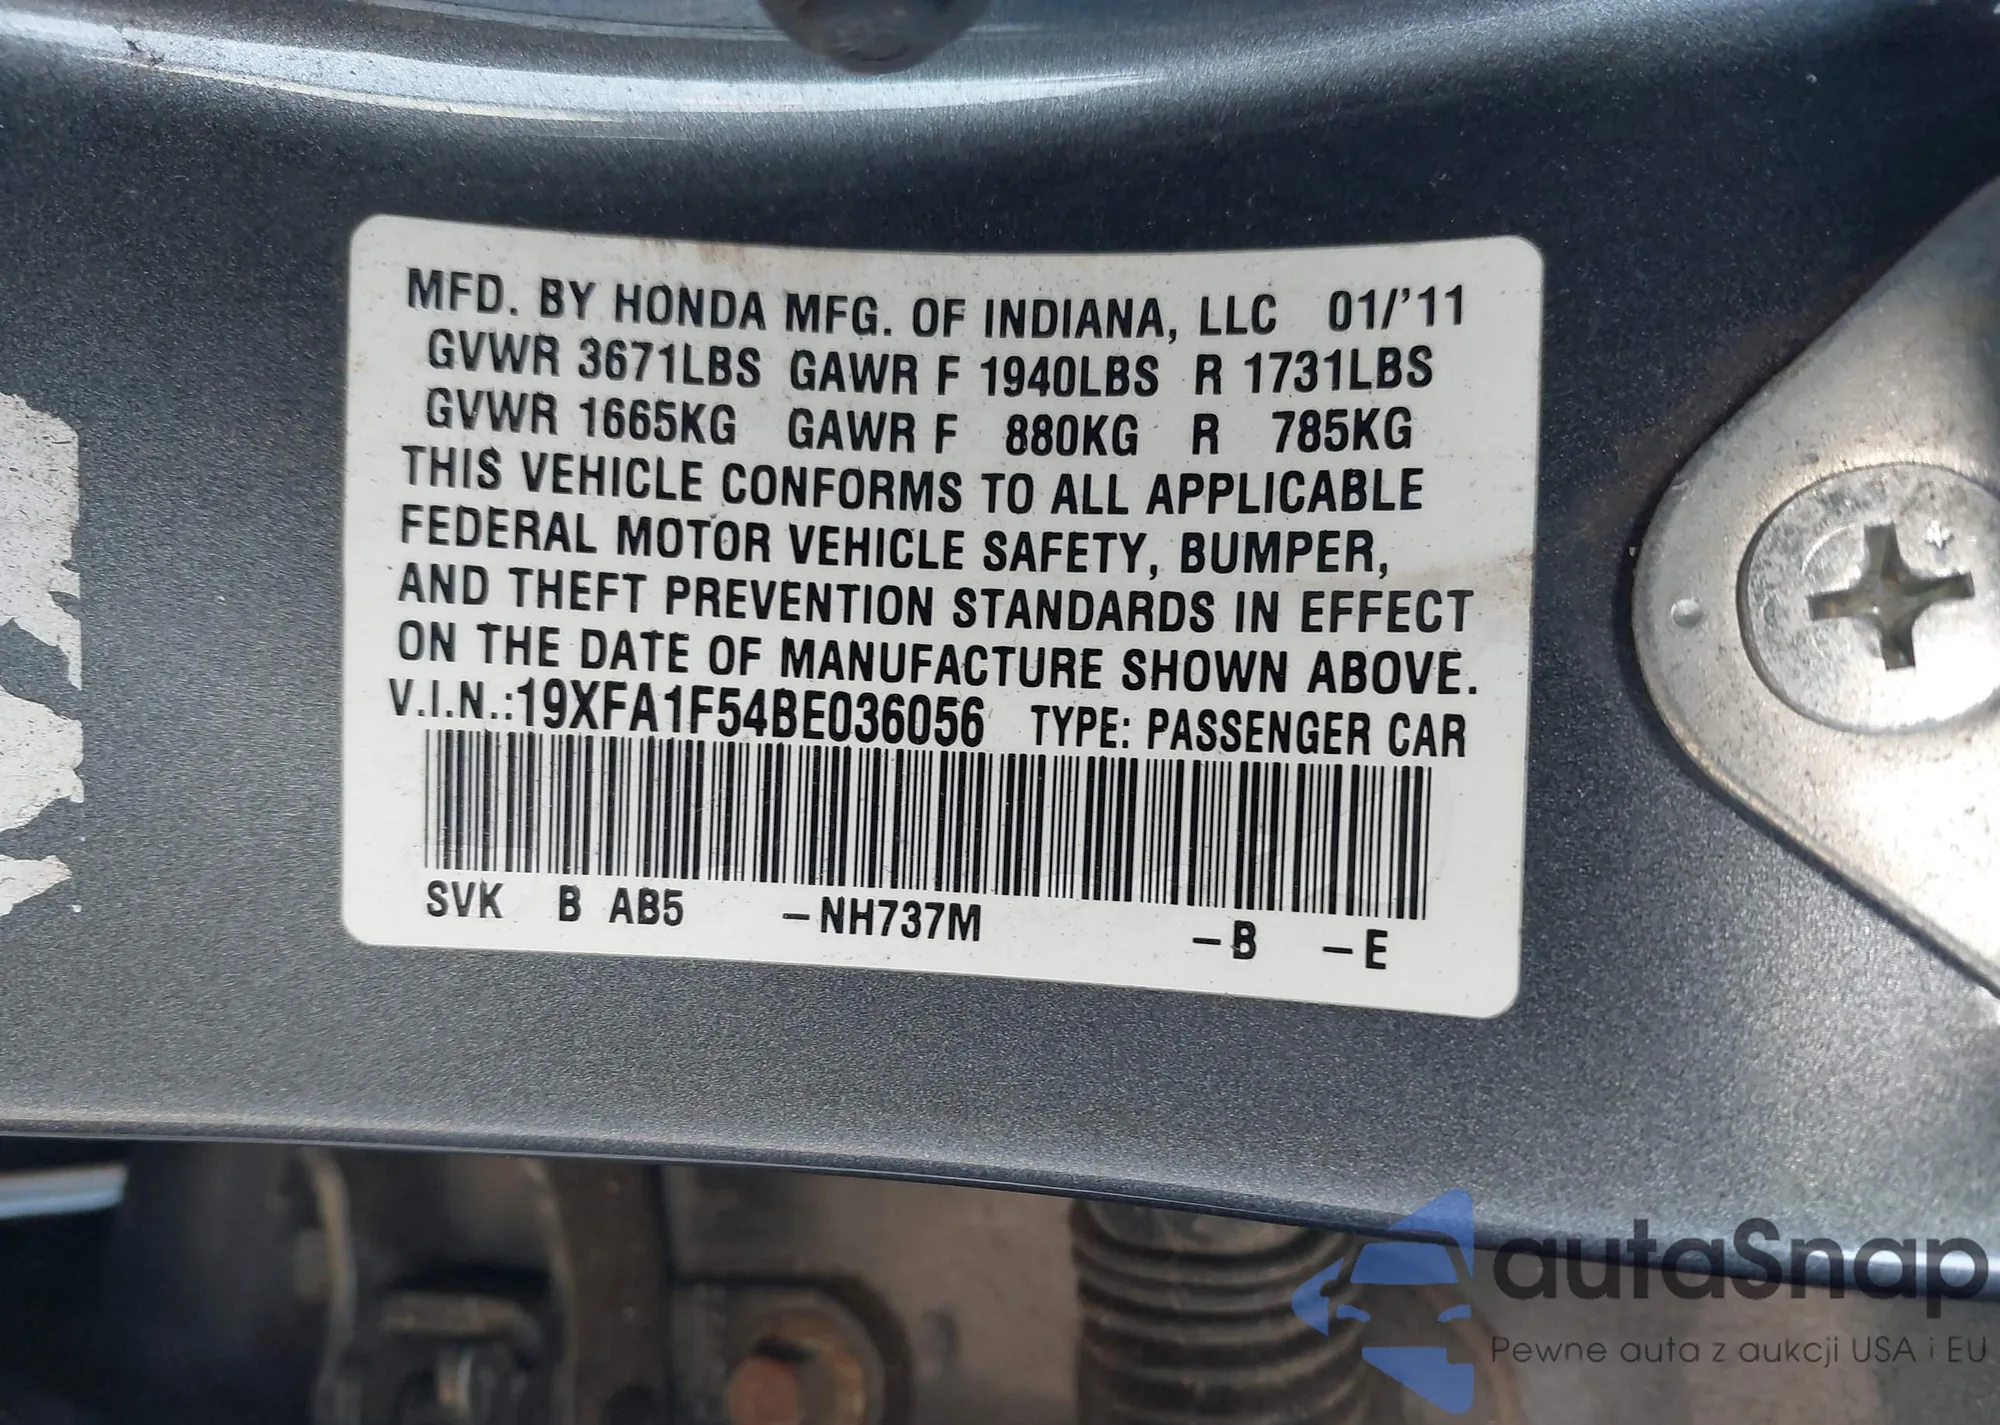 MFD. BY HONDA MFG. OF INDIANA, LLC 01/'11
GVWR 3671LBS GAWR F 1940LBS R 1731LBS
GVWR 1665KG GAWR F 880KG R 785KG
THIS VEHICLE CONFORMS TO ALL APPLICABLE
FEDERAL MOTOR VEHICLE SAFETY, BUMPER,
AND THEFT PREVENTION STANDARDS IN EFFECT
ON THE DATE OF MANUFACTURE SHOWN ABOVE.
V.I.N.:19XFA1F54BE036056 TYPE: PASSENGER CAR
SVK B AB5 –NH737M –B –E
autaSnap
Pewne auta z aukcji USA i EU